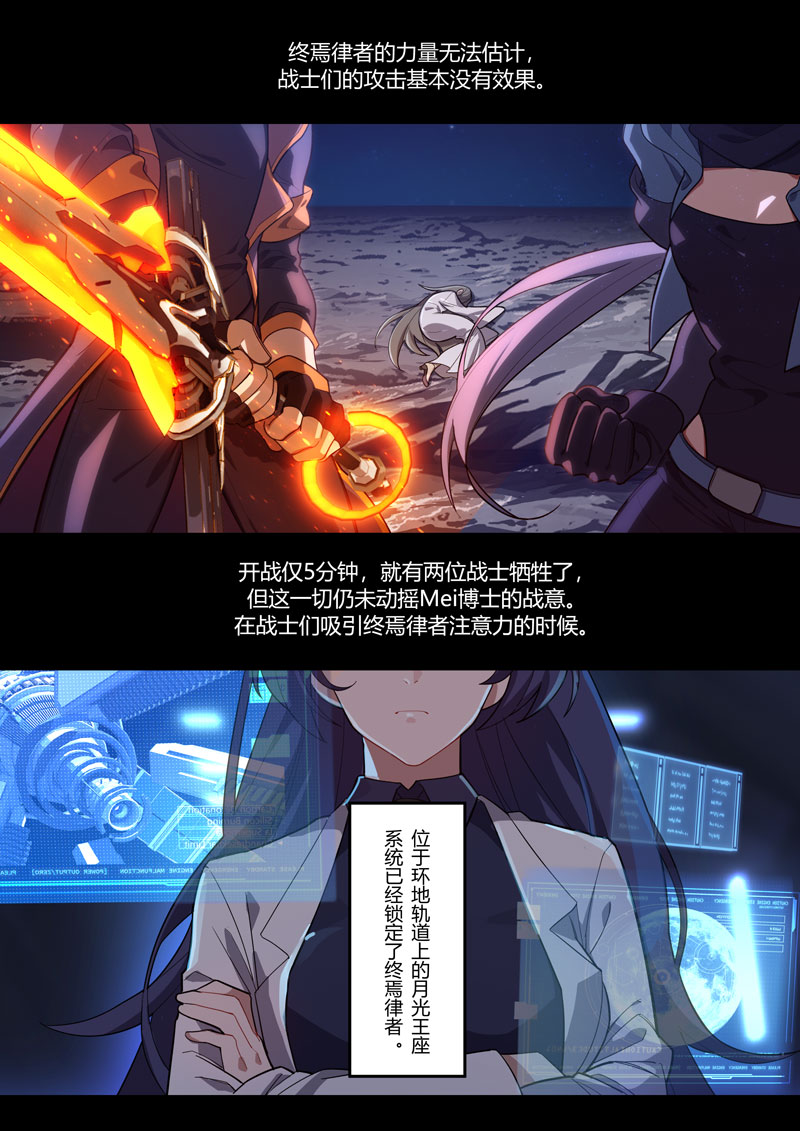 终焉律者的力量无法估计，
战士们的攻击基本没有效果。
开战仅5分钟，就有两位战士牺牲了，
但这一切仍未动摇Mei博士的战意。
在战士们吸引终焉律者注意力的时候。
位于环地轨道上的月光王座
系统已经锁定了终焉律者。